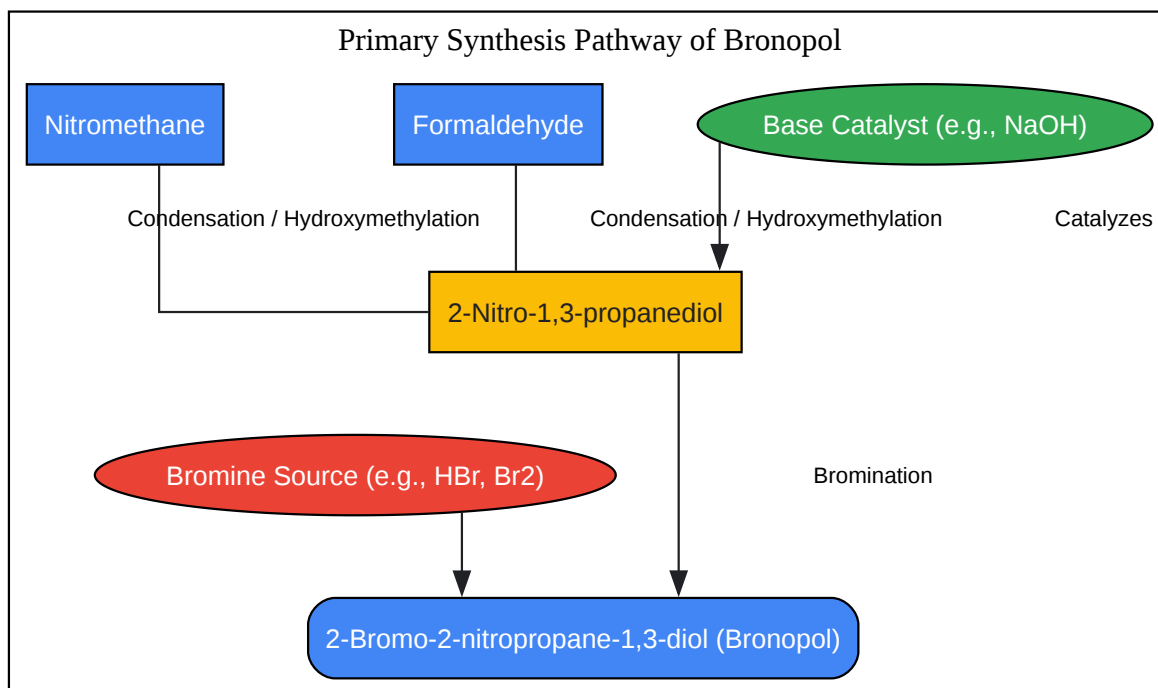 Primary Synthesis Pathway of Bronopol
Nitromethane
Formaldehyde
Base Catalyst (e.g., NaOH)
Condensation / Hydroxymethylation
Condensation / Hydroxymethylation
Catalyzes
2-Nitro-1,3-propanediol
Bromine Source (e.g., HBr, Br2)
Bromination
2-Bromo-2-nitropropane-1,3-diol (Bronopol)